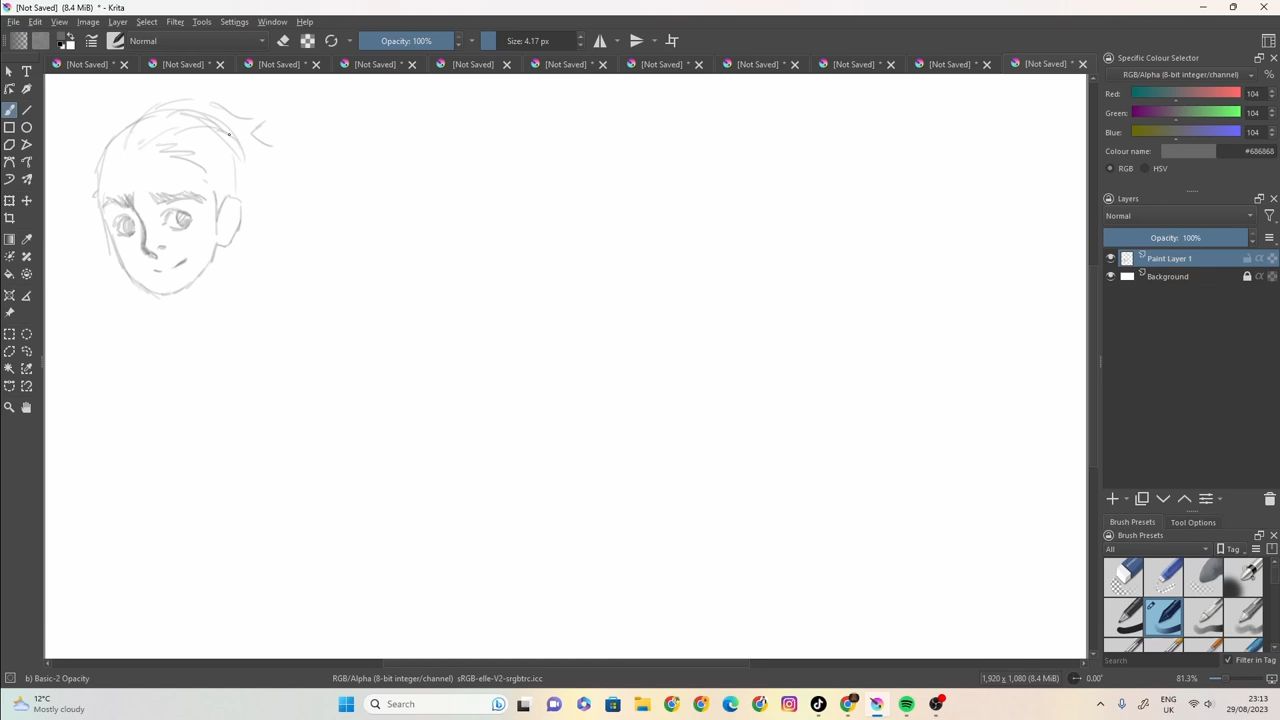 [Not Saved] (8.4 MiB) * - Krita
File Edit View Image Layer Select Filter Tools Settings Window Help
Normal Opacity: 100% Size: 4.17 px
[Not Saved] * [Not Saved] * [Not Saved] * [Not Saved] * [Not Saved] [Not Saved] * [Not Saved] * [Not Saved] * [Not Saved] * [Not Saved] * [Not Saved] *
Specific Colour Selector
RGB/Alpha (8-bit integer/channel) %
Red: 104
Green: 104
Blue: 104
Colour name: #686868
RGB HSV
Layers
Normal
Opacity: 100%
Paint Layer 1
Background
Brush Presets Tool Options
Brush Presets
All Tag
Search Filter in Tag
b) Basic-2 Opacity RGB/Alpha (8-bit integer/channel) sRGB-elle-V2-srgbtrc.icc 1,920 x 1,080 (8.4 MiB) 0.00° 81.3%
12°C
Mostly cloudy
Search
ENG
UK
23:13
29/08/2023